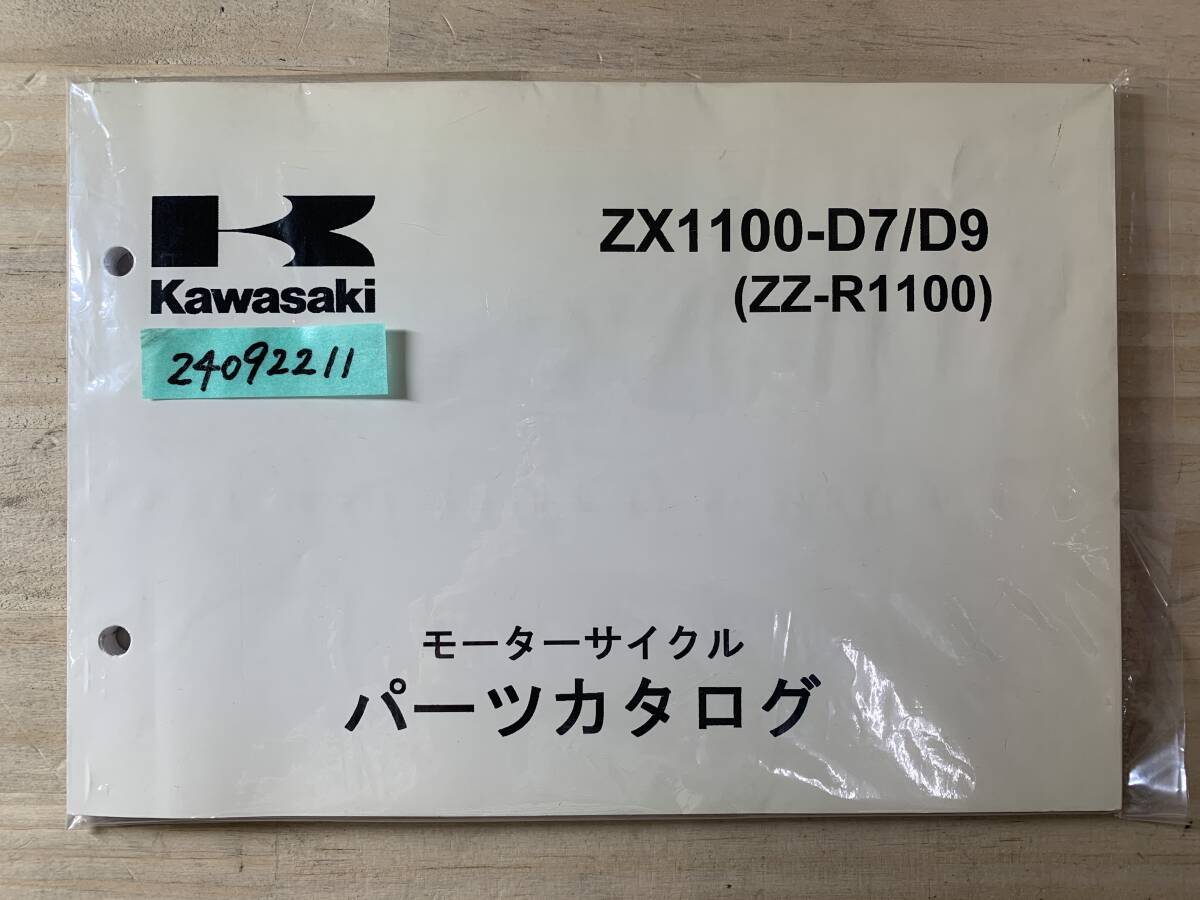 Kawasaki
24092211
ZX1100-D7/D9
(ZZ-R1100)
モーターサイクル
パーツカタログ